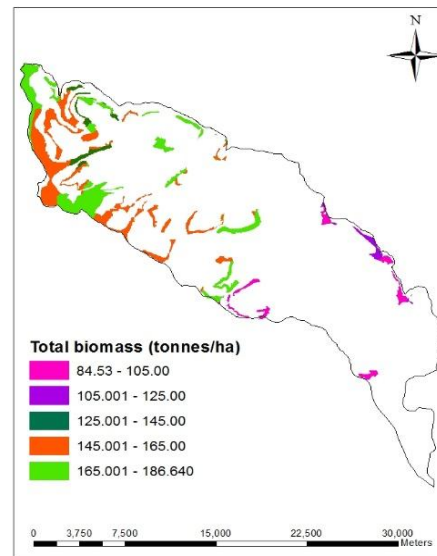 N
Total biomass (tonnes/ha)
84.53 - 105.00
105.001 - 125.00
125.001 - 145.00
145.001 - 165.00
165.001 - 186.640
0 3,750 7,500 15,000 22,500 30,000
Meters